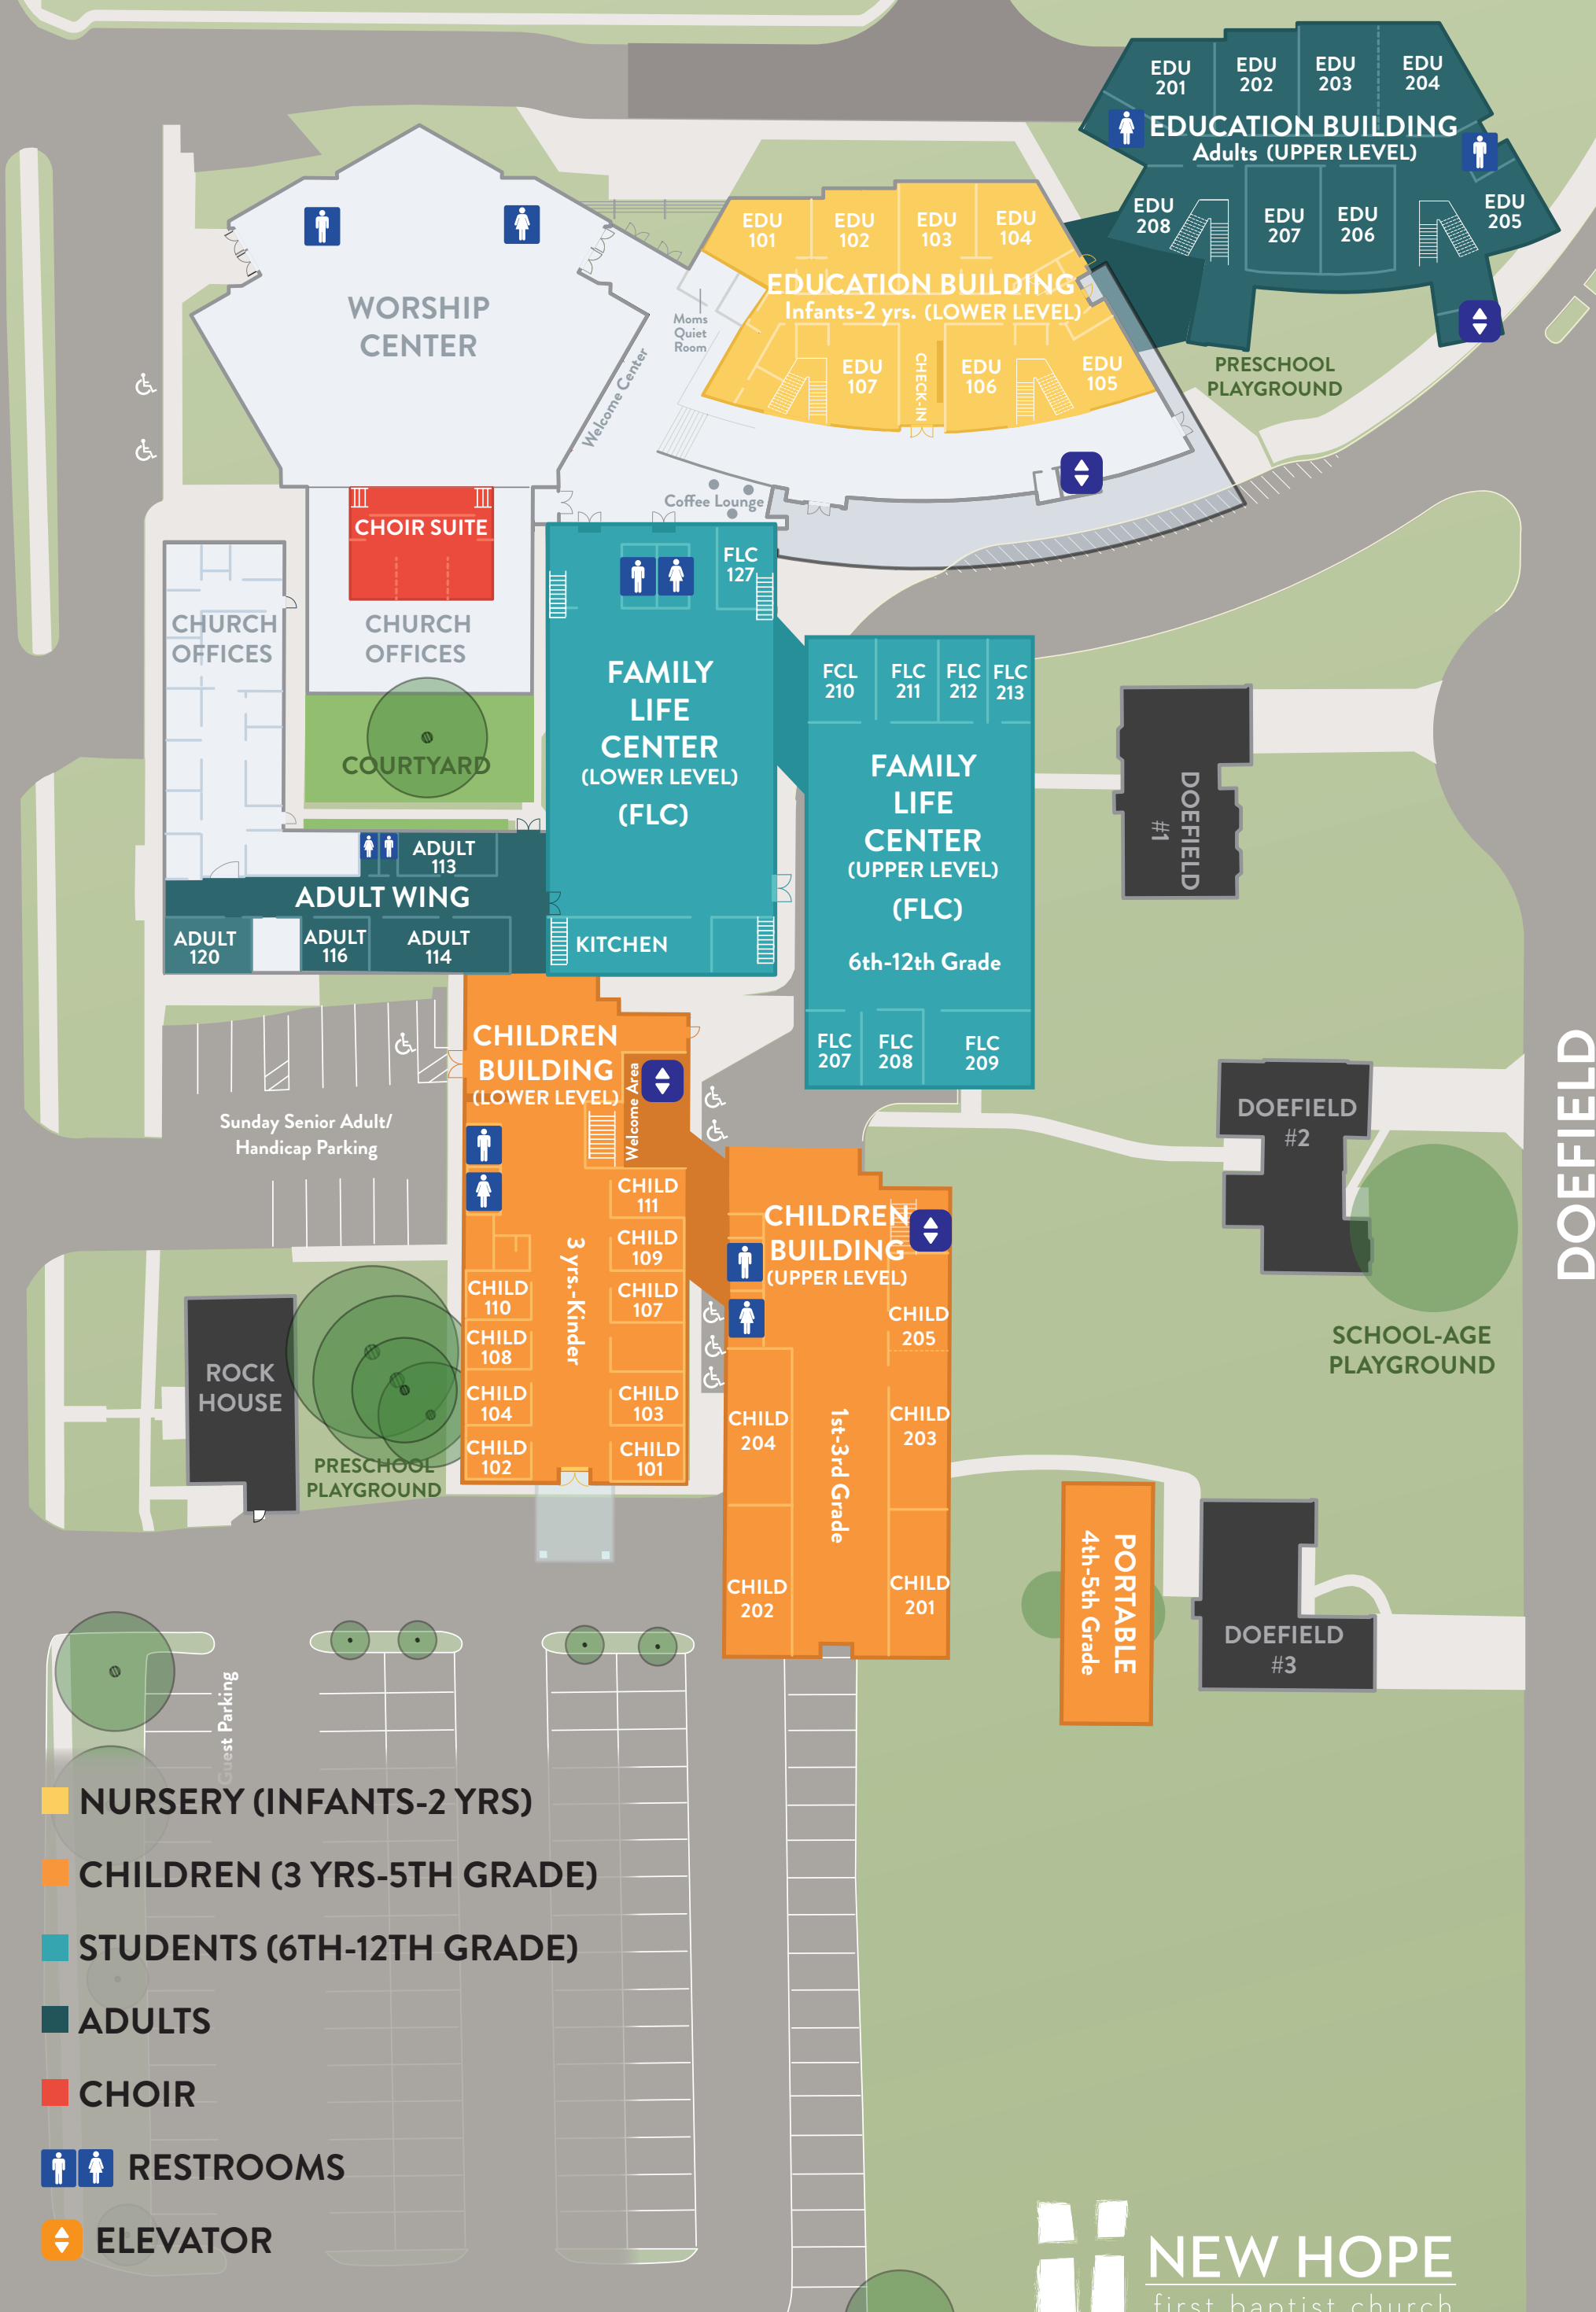 EDU
201
EDU
202
EDU
203
EDU
204
EDUCATION BUILDING
Adults (UPPER LEVEL)
EDU
208
EDU
207
EDU
206
EDU
205
PRESCHOOL
PLAYGROUND
EDU
101
EDU
102
EDU
103
EDU
104
EDUCATION BUILDING
Infants-2 yrs. (LOWER LEVEL)
EDU
107
CHECK-IN
EDU
106
EDU
105
WORSHIP
CENTER
Moms
Quiet
Room
Welcome Center
Coffee Lounge
CHOIR SUITE
CHURCH
OFFICES
CHURCH
OFFICES
COURTYARD
FLC
127
FAMILY
LIFE
CENTER
(LOWER LEVEL)
(FLC)
KITCHEN
FCL
210
FLC
211
FLC
212
FLC
213
FAMILY
LIFE
CENTER
(UPPER LEVEL)
(FLC)
6th-12th Grade
FLC
207
FLC
208
FLC
209
ADULT
113
ADULT WING
ADULT
120
ADULT
116
ADULT
114
DOEFIELD
#1
DOEFIELD
#2
DOEFIELD
SCHOOL-AGE
PLAYGROUND
Sunday Senior Adult/
Handicap Parking
CHILDREN
BUILDING
(LOWER LEVEL)
Welcome Area
CHILD
111
CHILD
109
CHILD
107
CHILD
110
CHILD
108
CHILD
104
CHILD
103
CHILD
102
CHILD
101
3 yrs.-Kinder
CHILDREN
BUILDING
(UPPER LEVEL)
CHILD
205
CHILD
204
CHILD
203
CHILD
202
CHILD
201
1st-3rd Grade
ROCK
HOUSE
PRESCHOOL
PLAYGROUND
PORTABLE
4th-5th Grade
DOEFIELD
#3
Guest Parking
NURSERY (INFANTS-2 YRS)
CHILDREN (3 YRS-5TH GRADE)
STUDENTS (6TH-12TH GRADE)
ADULTS
CHOIR
RESTROOMS
ELEVATOR
NEW HOPE
first baptist church